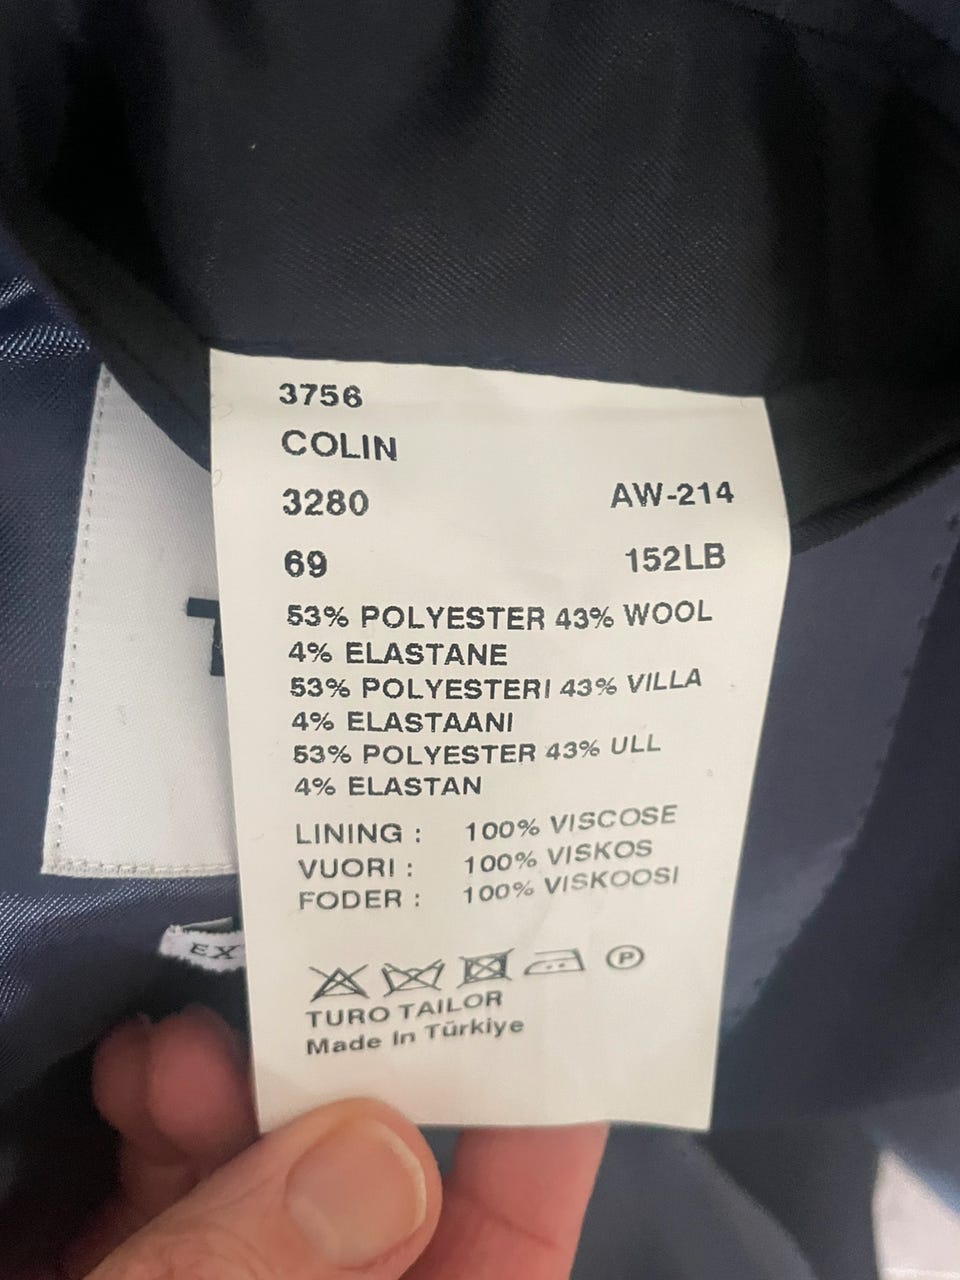 3756
COLIN
3280 AW-214
69 152LB
53% POLYESTER 43% WOOL
4% ELASTANE
53% POLYESTERI 43% VILLA
4% ELASTAANI
53% POLYESTER 43% ULL
4% ELASTAN
LINING : 100% VISCOSE
VUORI : 100% VISKOS
FODER : 100% VISKOOSI
P
TURO TAILOR
Made In Türkiye
EX